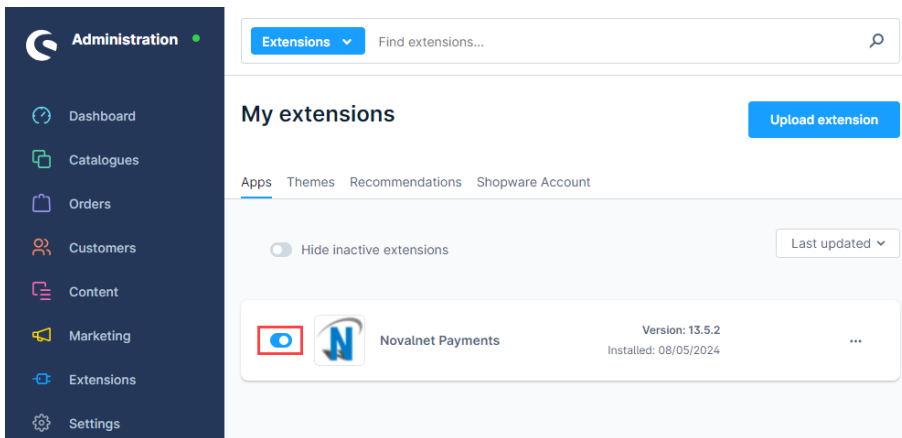 Administration
Extensions
Find extensions...
Dashboard
Catalogues
Orders
Customers
Content
Marketing
Extensions
Settings
My extensions
Upload extension
Apps Themes Recommendations Shopware Account
Hide inactive extensions
Last updated
N
Novalnet Payments
Version: 13.5.2
Installed: 08/05/2024
...